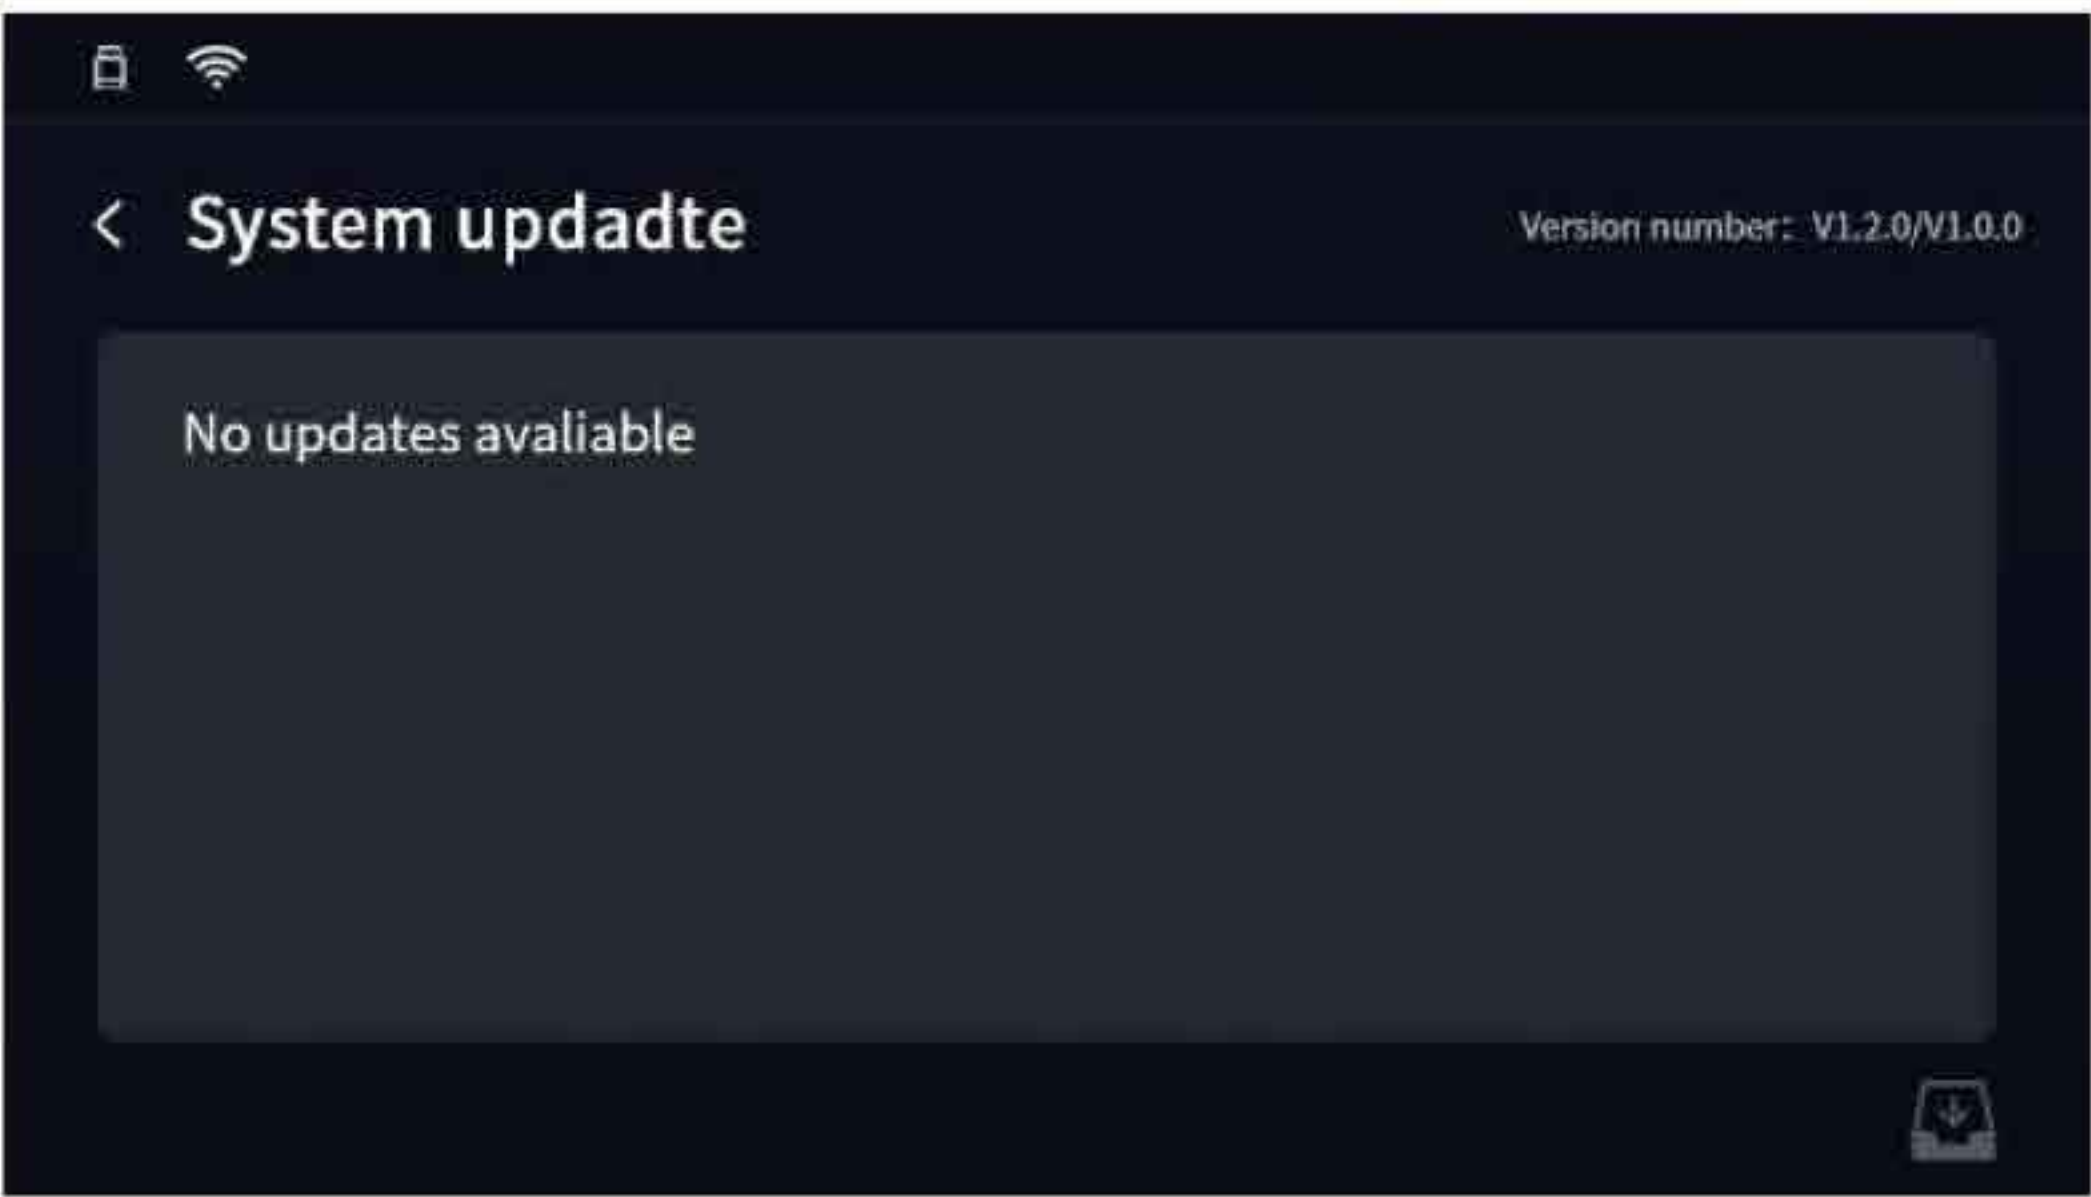 System updadte
Version number: V1.2.0/V1.0.0
No updates avaliable